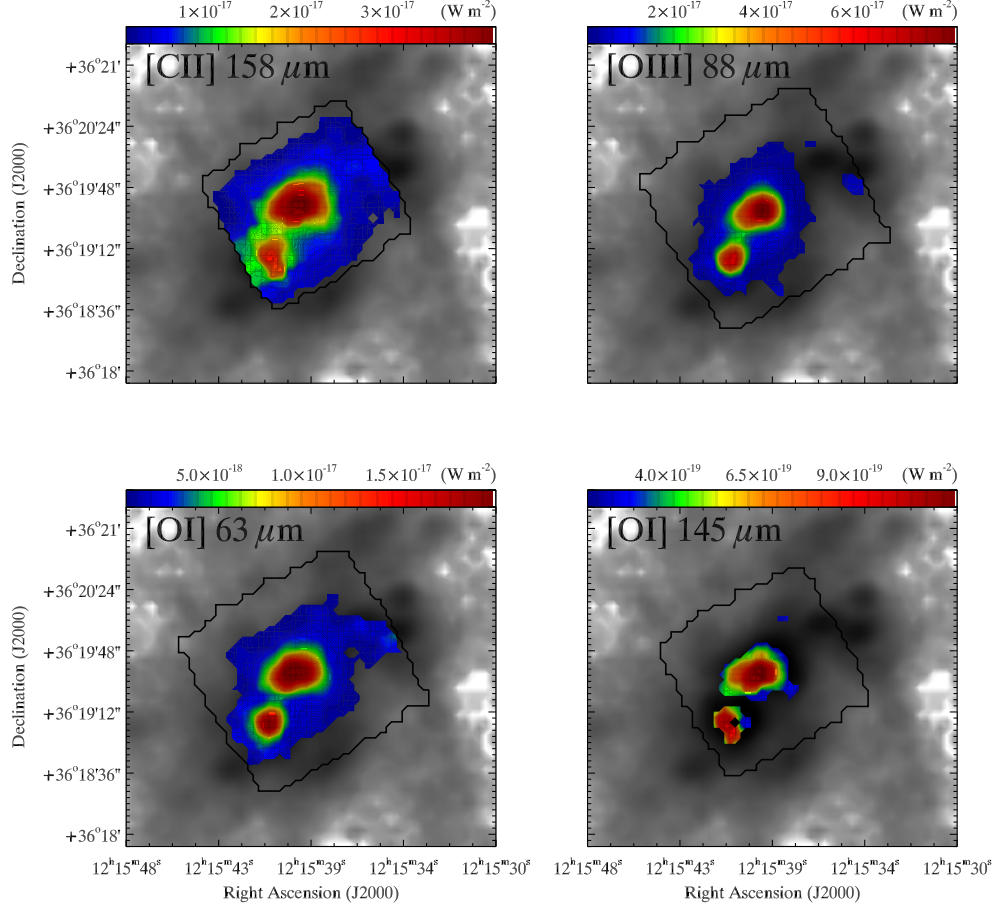 1×10⁻¹⁷ 2×10⁻¹⁷ 3×10⁻¹⁷ (W m⁻²)
[CII] 158 μm
+36°21'
+36°20'24"
+36°19'48"
+36°19'12"
+36°18'36"
+36°18'
Declination (J2000)
2×10⁻¹⁷ 4×10⁻¹⁷ 6×10⁻¹⁷ (W m⁻²)
[OIII] 88 μm
5.0×10⁻¹⁸ 1.0×10⁻¹⁷ 1.5×10⁻¹⁷ (W m⁻²)
[OI] 63 μm
+36°21'
+36°20'24"
+36°19'48"
+36°19'12"
+36°18'36"
+36°18'
Declination (J2000)
12ʰ15ᵐ48ˢ 12ʰ15ᵐ43ˢ 12ʰ15ᵐ39ˢ 12ʰ15ᵐ34ˢ 12ʰ15ᵐ30ˢ
Right Ascension (J2000)
4.0×10⁻¹⁹ 6.5×10⁻¹⁹ 9.0×10⁻¹⁹ (W m⁻²)
[OI] 145 μm
12ʰ15ᵐ48ˢ 12ʰ15ᵐ43ˢ 12ʰ15ᵐ39ˢ 12ʰ15ᵐ34ˢ 12ʰ15ᵐ30ˢ
Right Ascension (J2000)